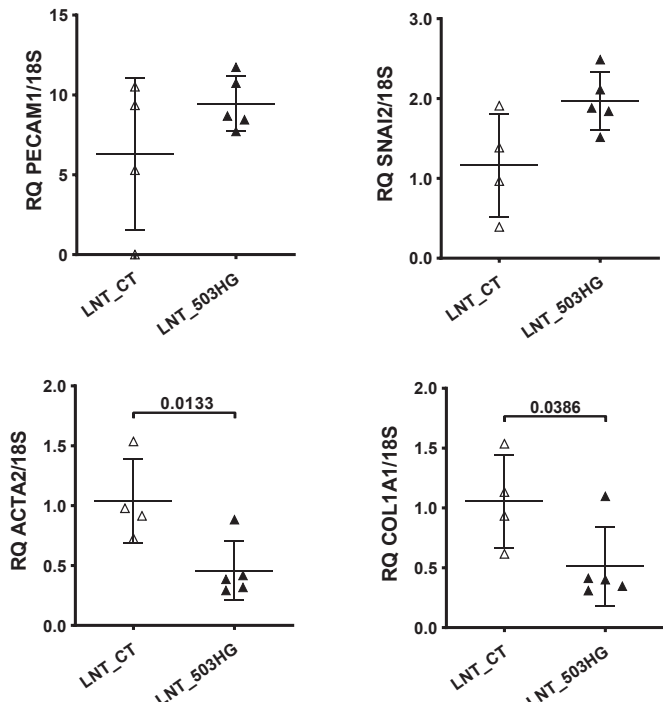 RQ PECAM1/18S
15
10
5
0
LNT_CT
LNT_503HG
RQ SNAI2/18S
3.0
2.0
1.0
0.0
LNT_CT
LNT_503HG
RQ ACTA2/18S
2.0
1.5
1.0
0.5
0.0
0.0133
LNT_CT
LNT_503HG
RQ COL1A1/18S
2.0
1.5
1.0
0.5
0.0
0.0386
LNT_CT
LNT_503HG